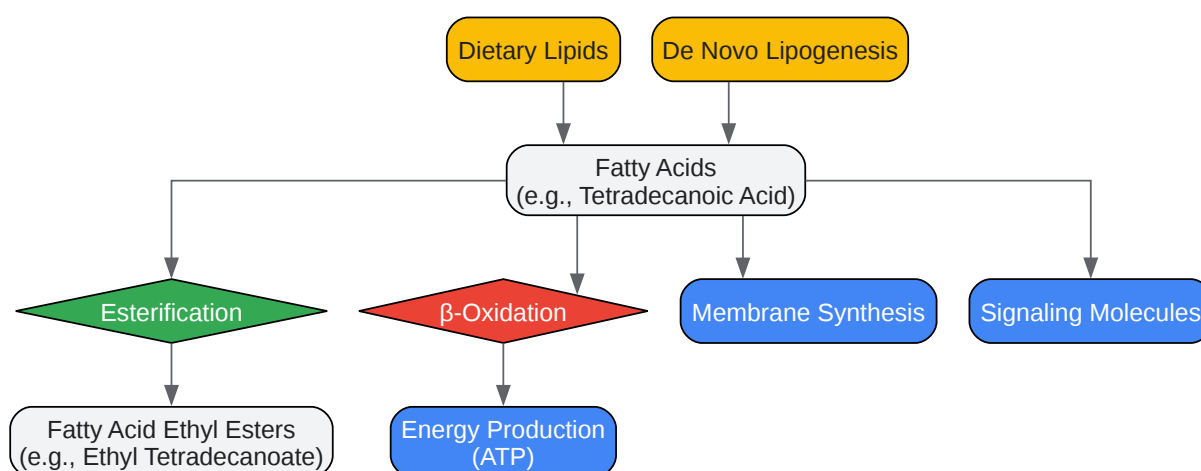 Dietary Lipids
De Novo Lipogenesis
Fatty Acids
(e.g., Tetradecanoic Acid)
Esterification
β-Oxidation
Membrane Synthesis
Signaling Molecules
Fatty Acid Ethyl Esters
(e.g., Ethyl Tetradecanoate)
Energy Production
(ATP)